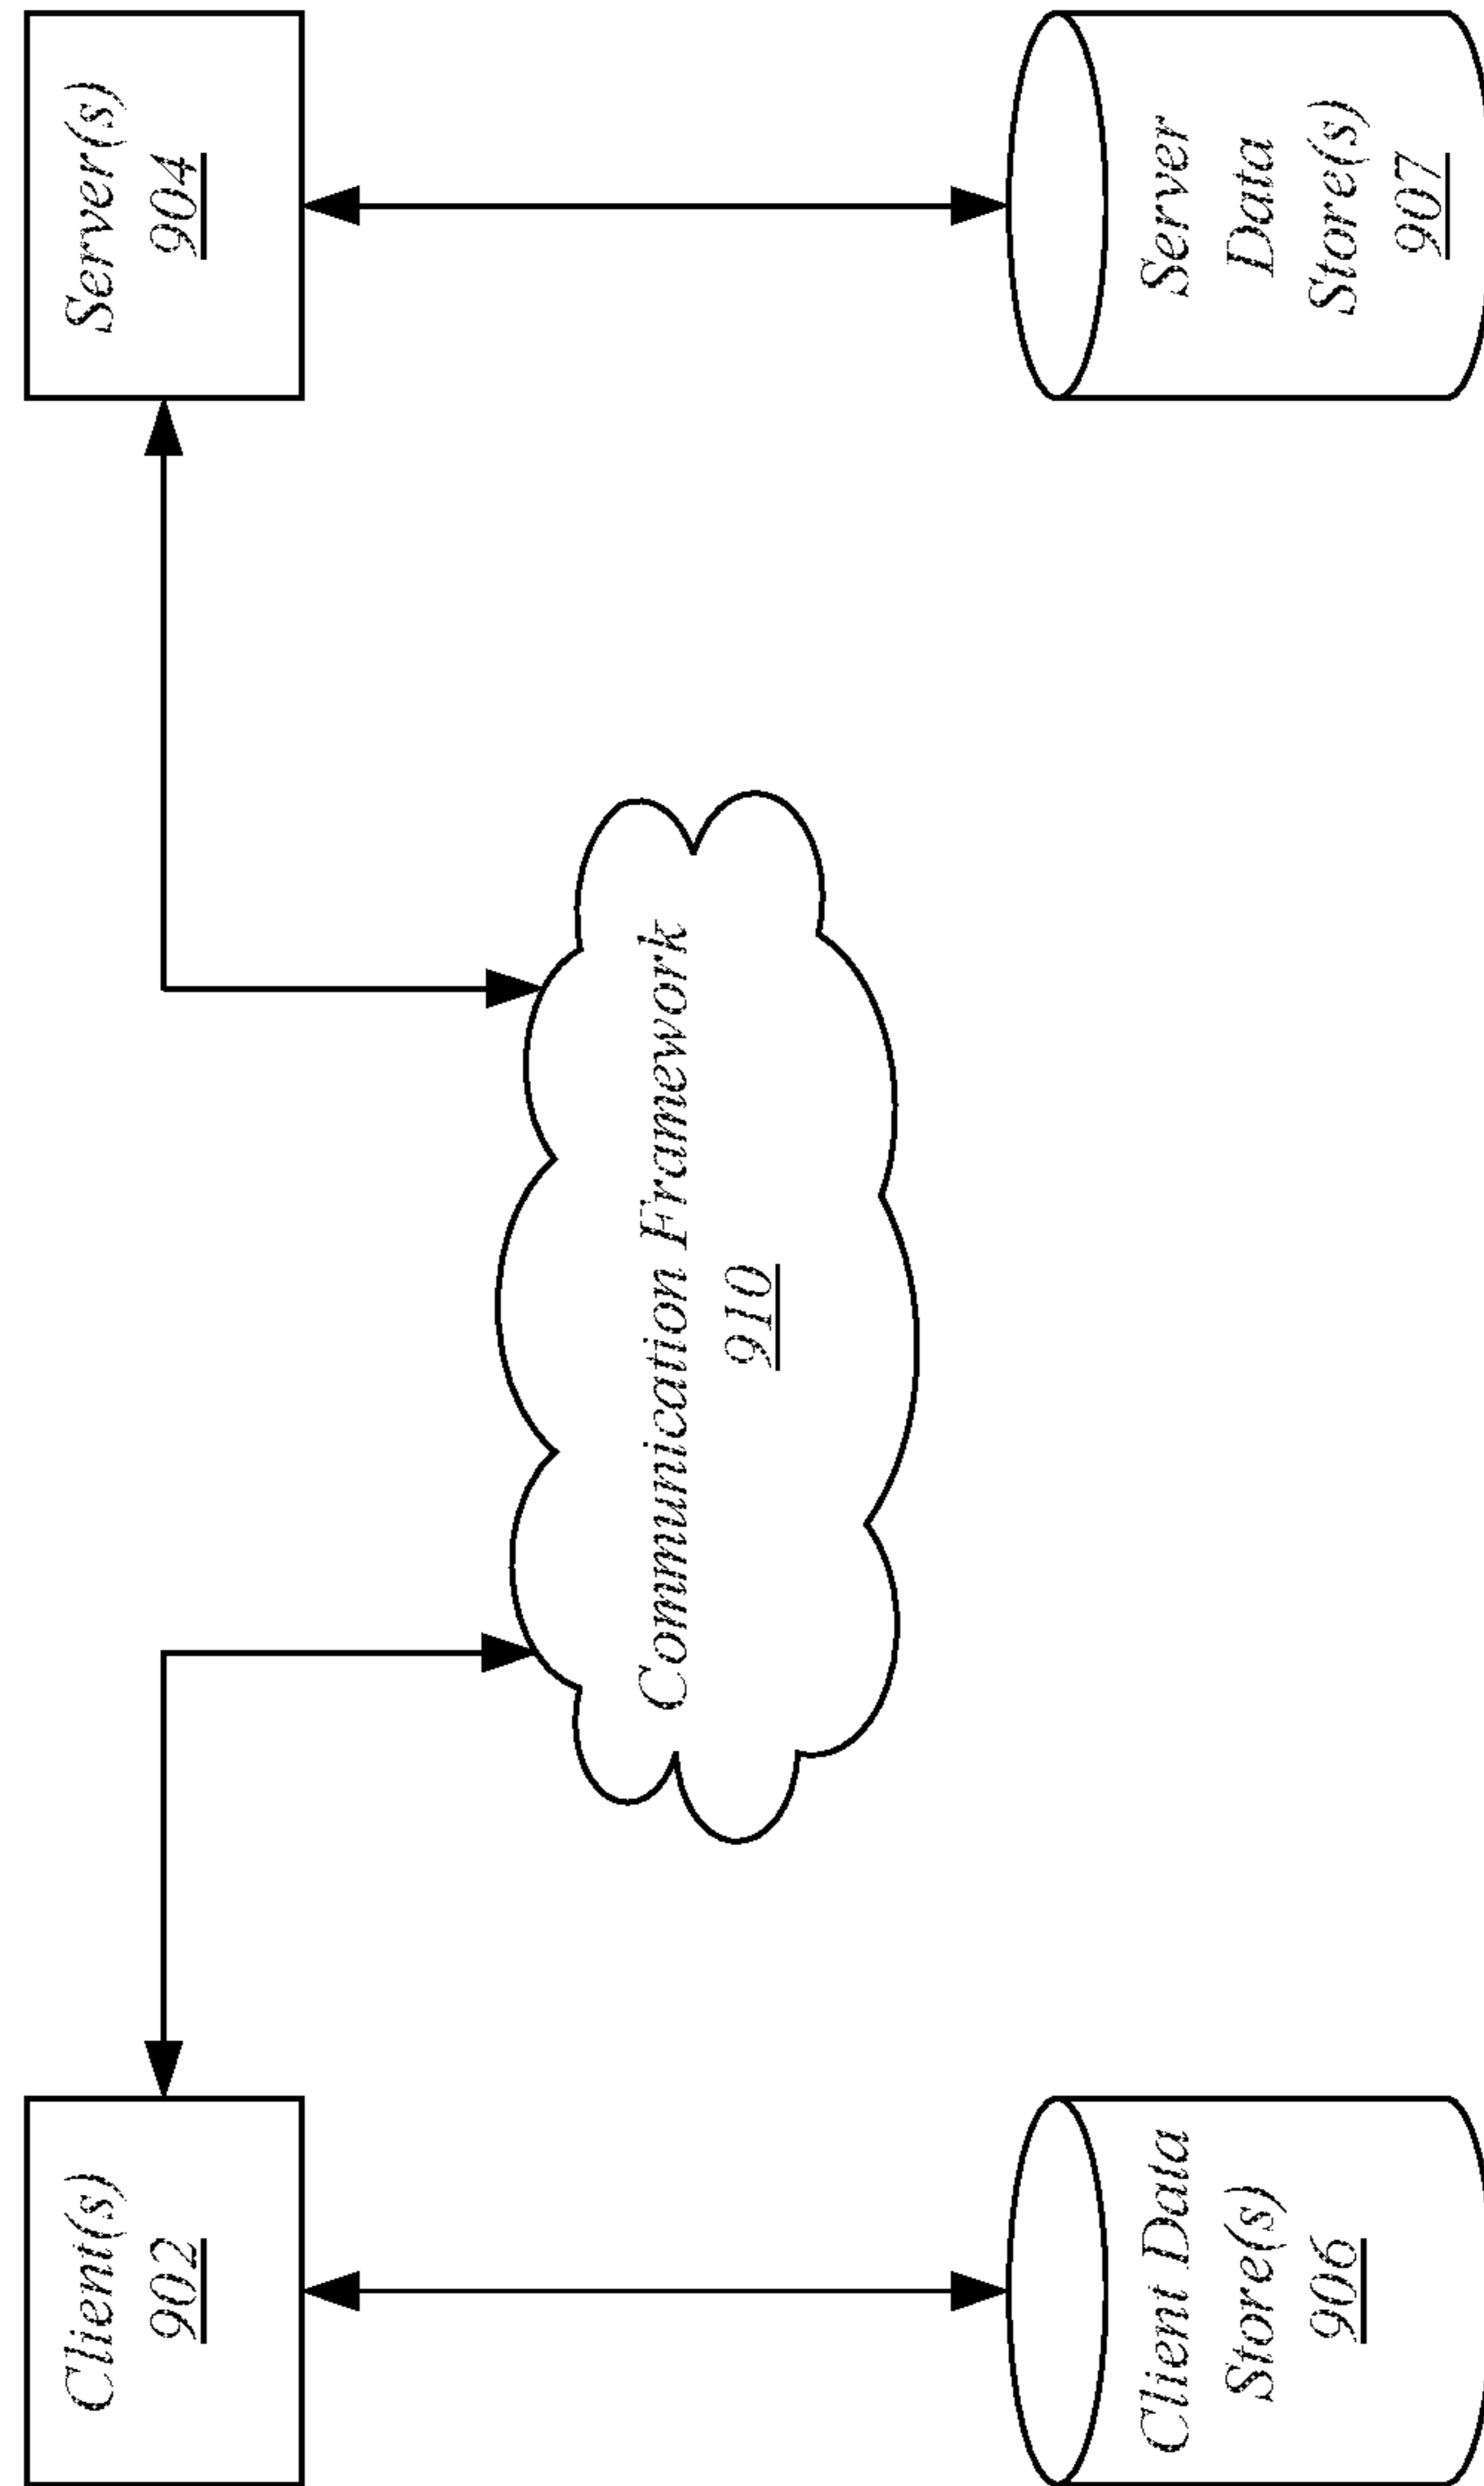 Client(s)
902
Server(s)
904
Communication Framework
910
Client Data
Store(s)
906
Server
Data
Store(s)
907